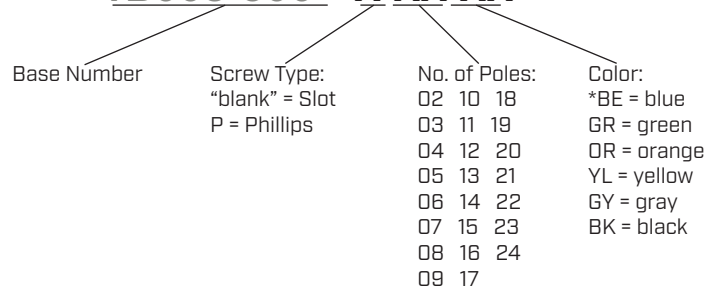 Base Number Screw Type: No. of Poles: Color:
“blank” = Slot 02 10 18 *BE = blue
P = Phillips 03 11 19 GR = green
04 12 20 OR = orange
05 13 21 YL = yellow
06 14 22 GY = gray
07 15 23 BK = black
08 16 24
09 17